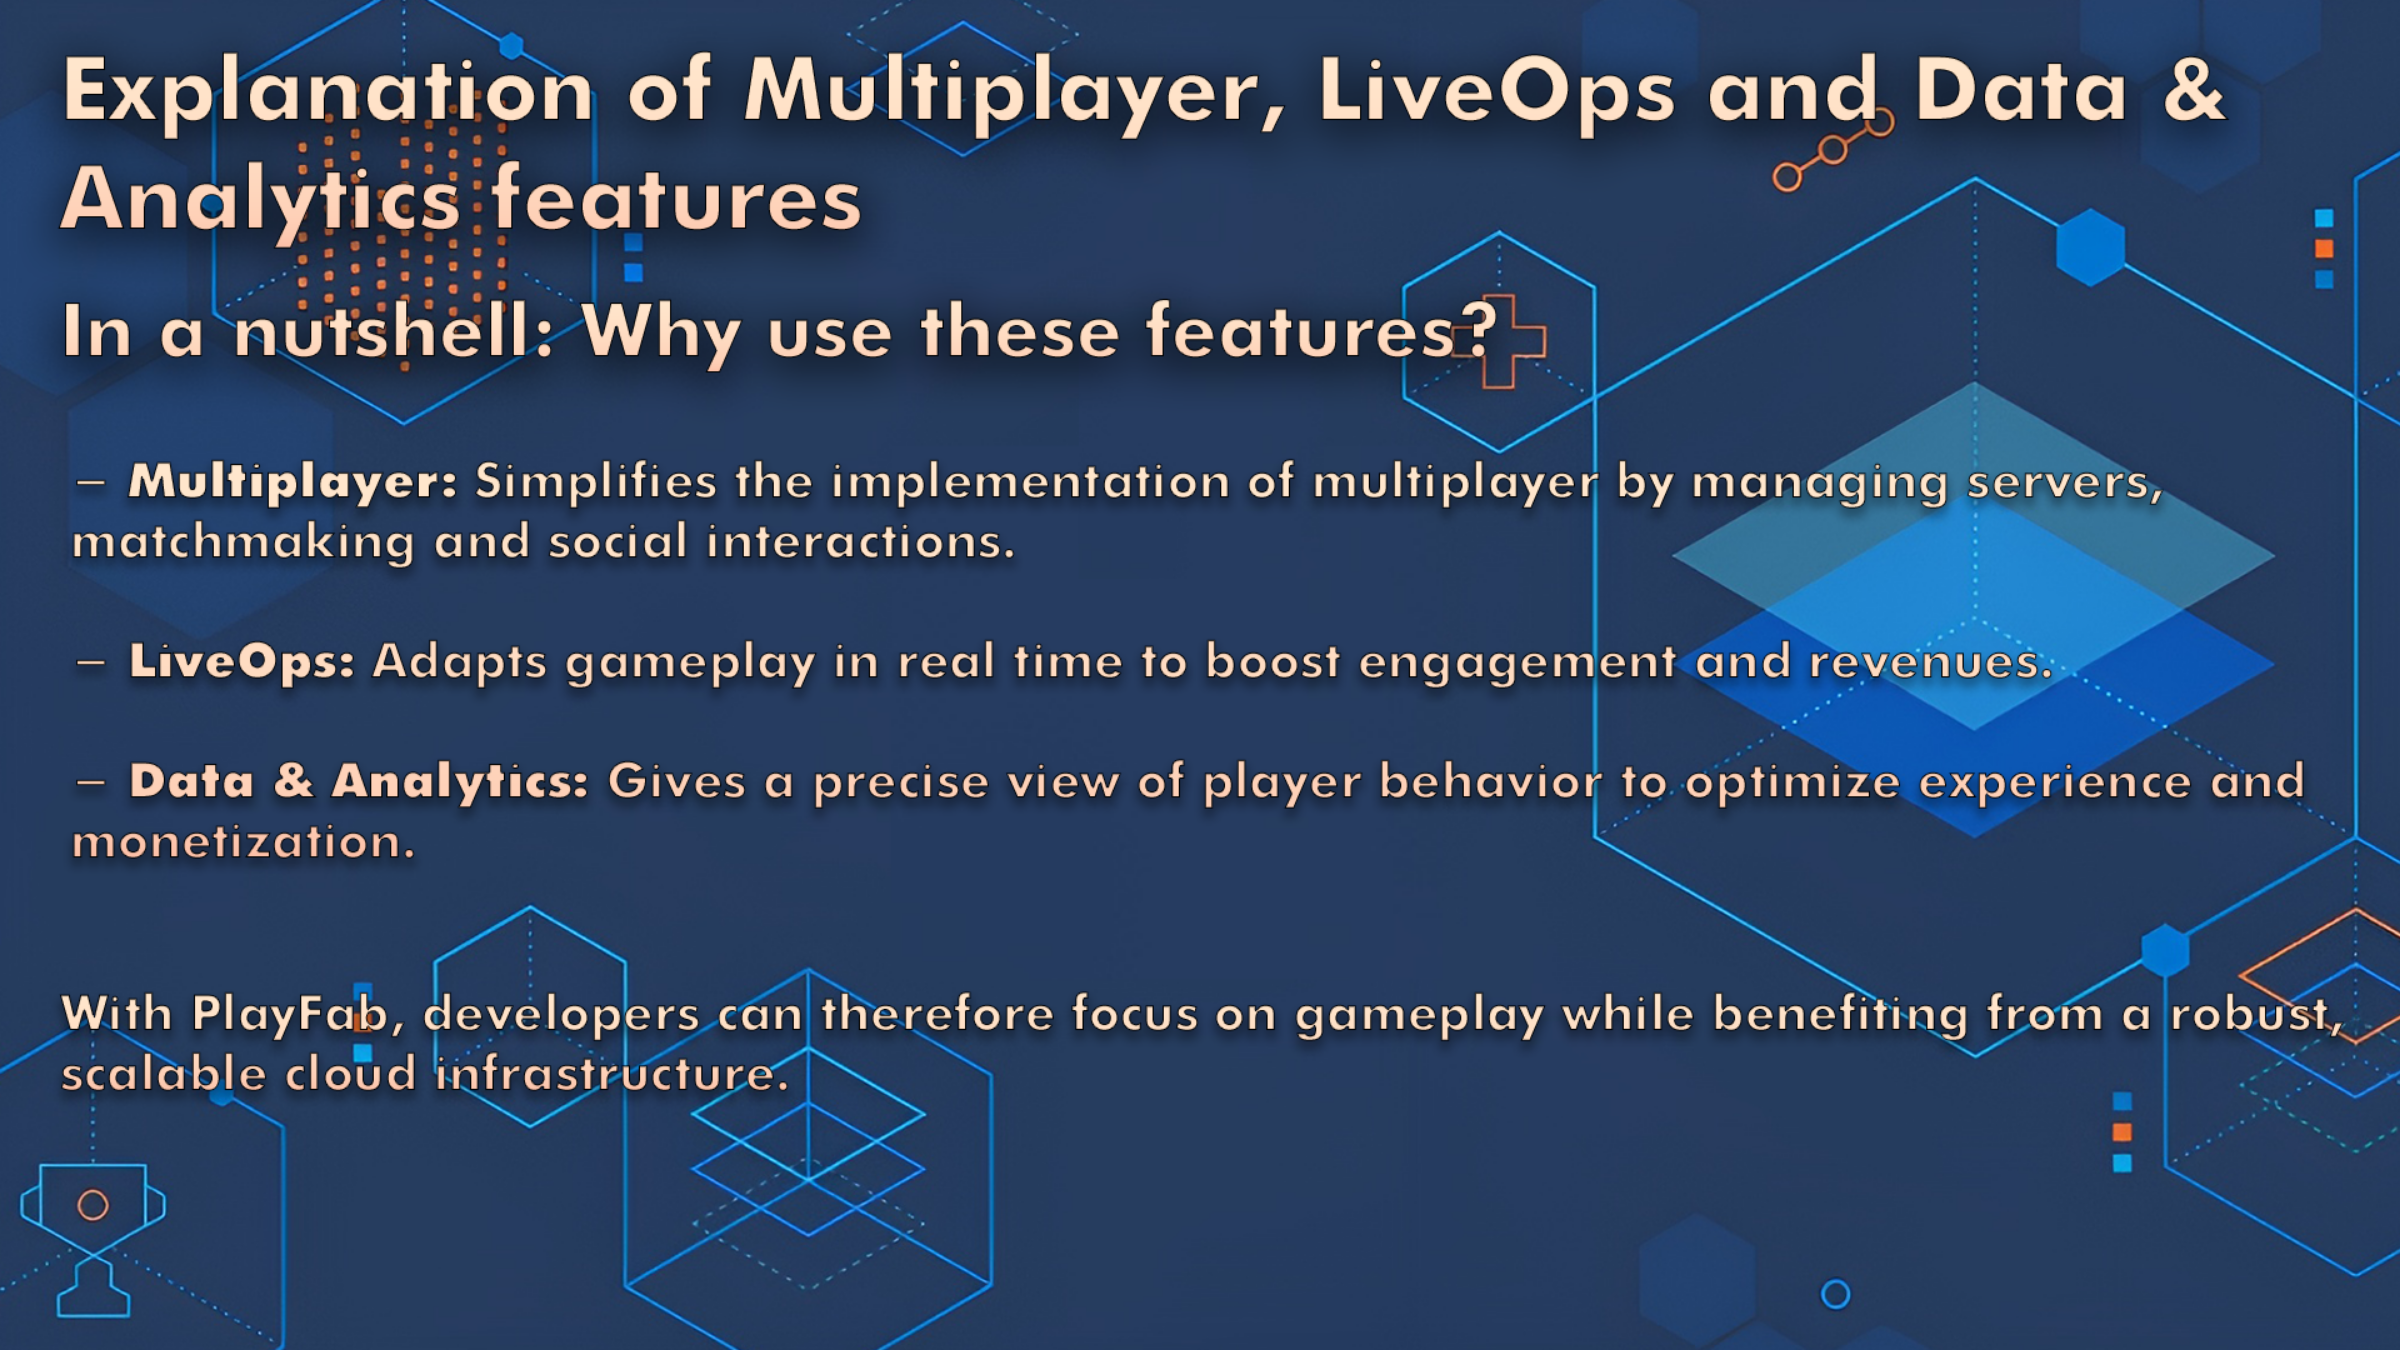 Explanation of Multiplayer, LiveOps and Data &
Analytics features
In a nutshell: Why use these features?
– Multiplayer: Simplifies the implementation of multiplayer by managing servers,
matchmaking and social interactions.
– LiveOps: Adapts gameplay in real time to boost engagement and revenues.
– Data & Analytics: Gives a precise view of player behavior to optimize experience and
monetization.
With PlayFab, developers can therefore focus on gameplay while benefiting from a robust,
scalable cloud infrastructure.